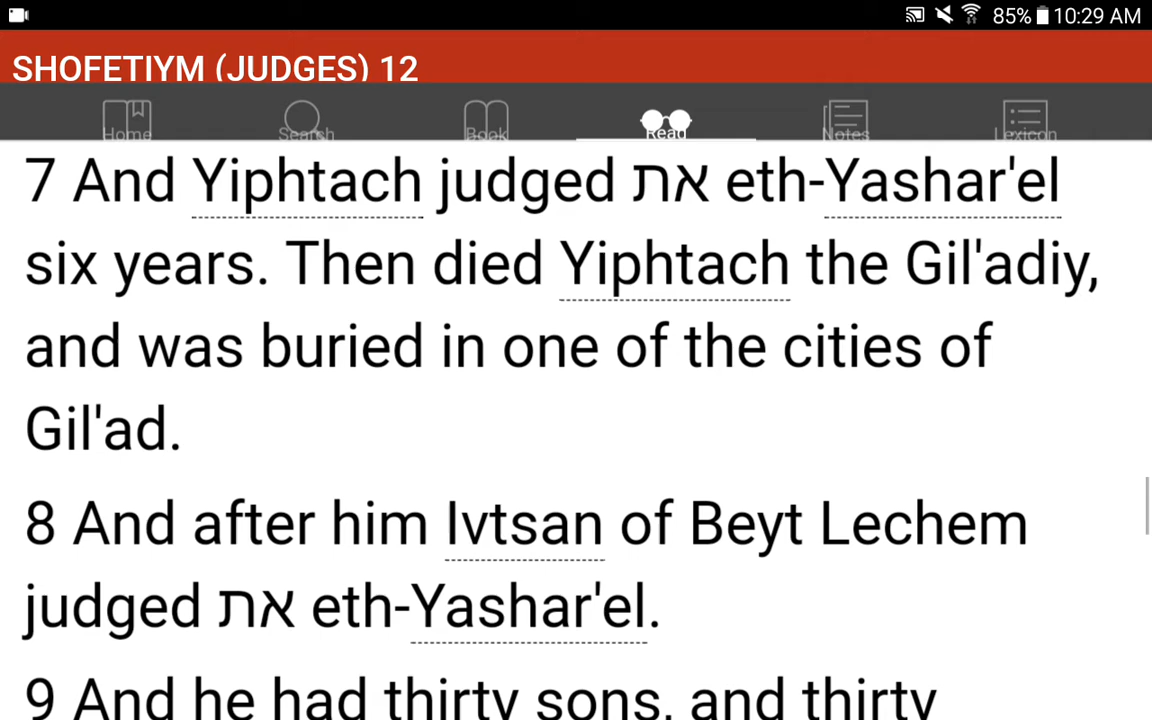 85% 10:29 AM
SHOFETIYM (JUDGES) 12
Home Search Book Read Notes Lexicon
7 And Yiphtach judged את eth-Yashar'el
six years. Then died Yiphtach the Gil'adiy,
and was buried in one of the cities of
Gil'ad.
8 And after him Ivtsan of Beyt Lechem
judged את eth-Yashar'el.
9 And he had thirty sons, and thirty